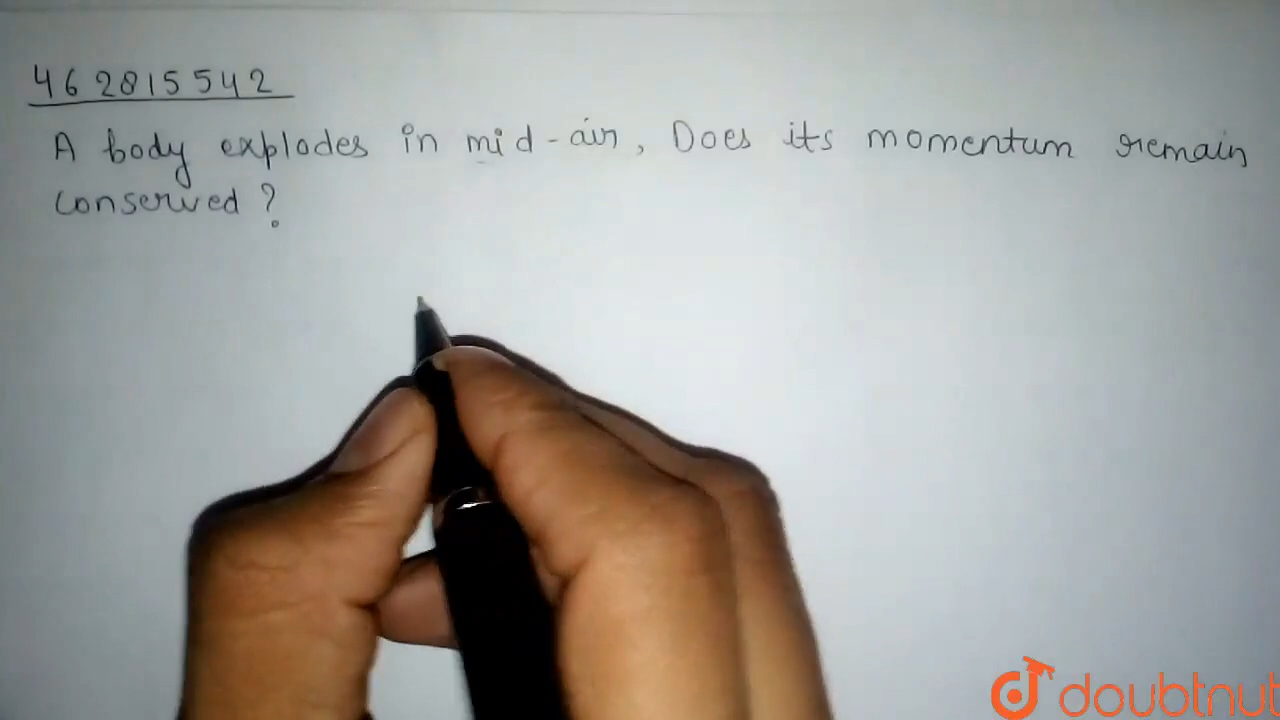 462815542
A body explodes in mid-air, Does its momentum remain
conserved?
doubtnut